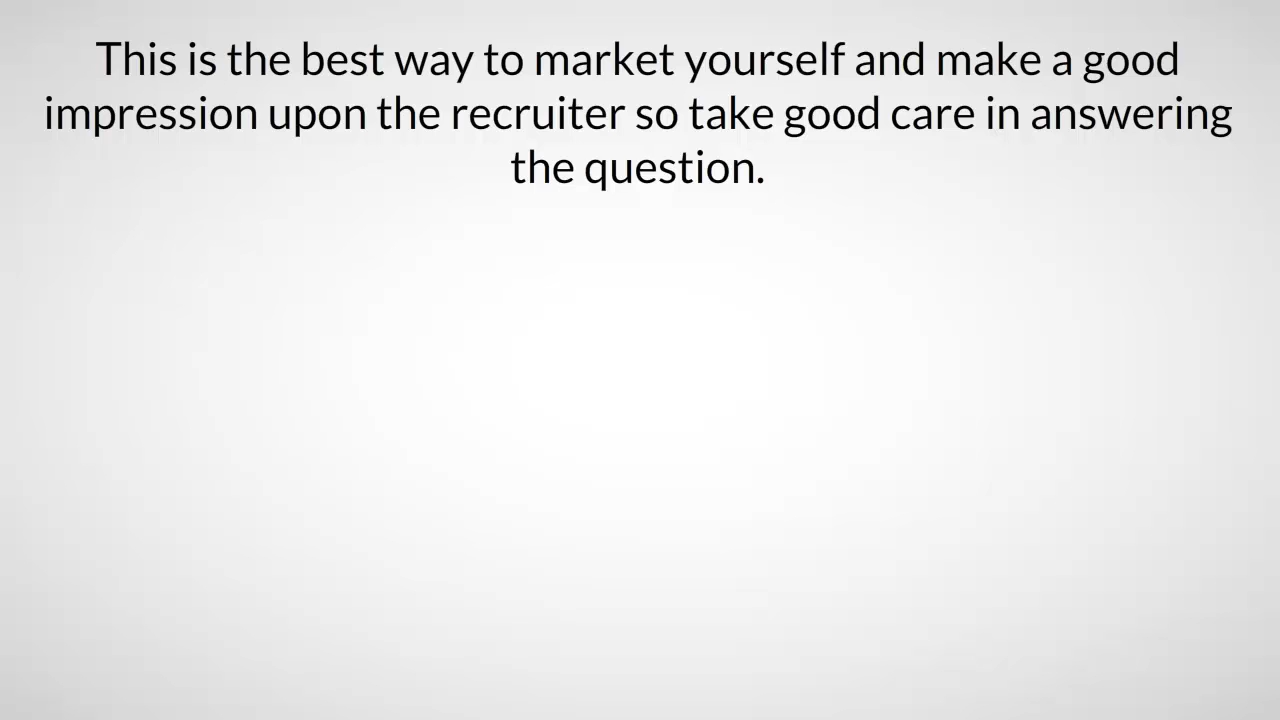 This is the best way to market yourself and make a good
impression upon the recruiter so take good care in answering
the question.